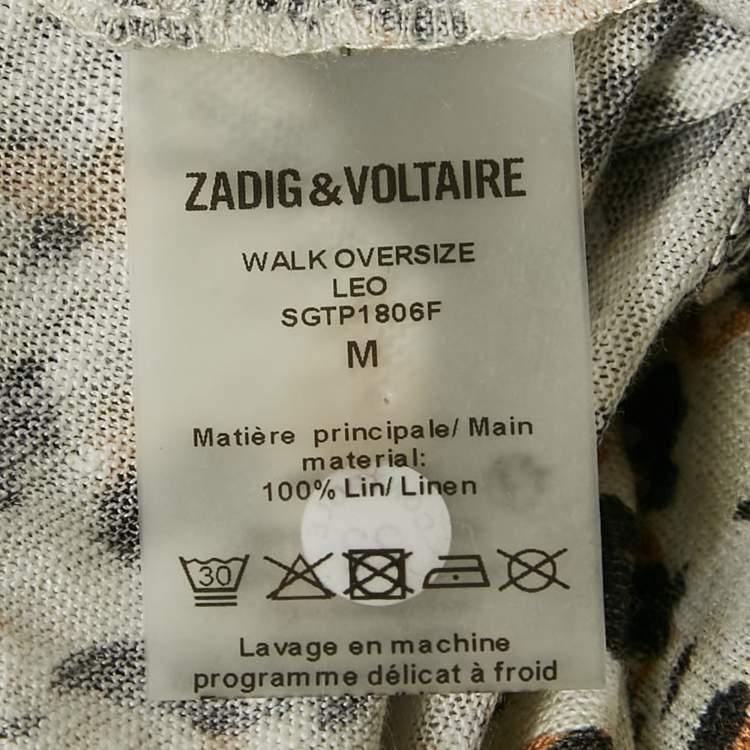 ZADIG & VOLTAIRE
WALK OVERSIZE
LEO
SGTP1806F
M
Matière principale/ Main
material:
100% Lin/ Linen
30
Lavage en machine
programme délicat à froid